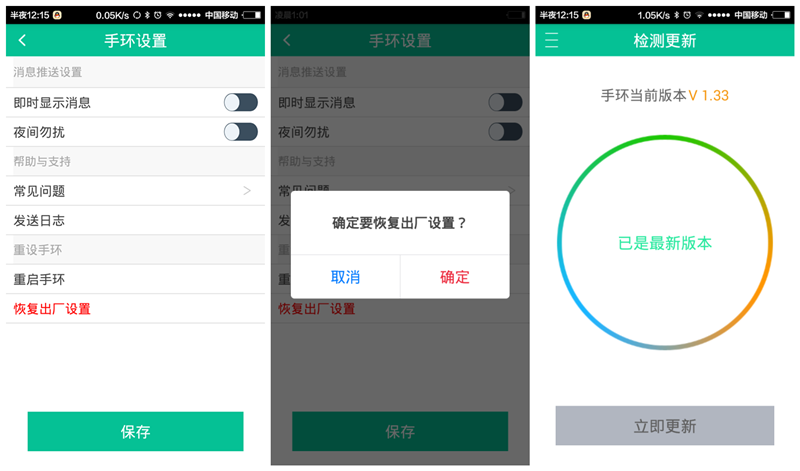 半夜12:15
0.05K/s
中国移动
手环设置
消息推送设置
即时显示消息
夜间勿扰
帮助与支持
常见问题
发送日志
重设手环
重启手环
恢复出厂设置
保存
凌晨1:01
手环设置
消息推送设置
即时显示消息
夜间勿扰
帮助与支持
常见问题
发
确定要恢复出厂设置？
取消
确定
恢复出厂设置
保存
半夜12:15
1.05K/s
中国移动
检测更新
手环当前版本V 1.33
已是最新版本
立即更新